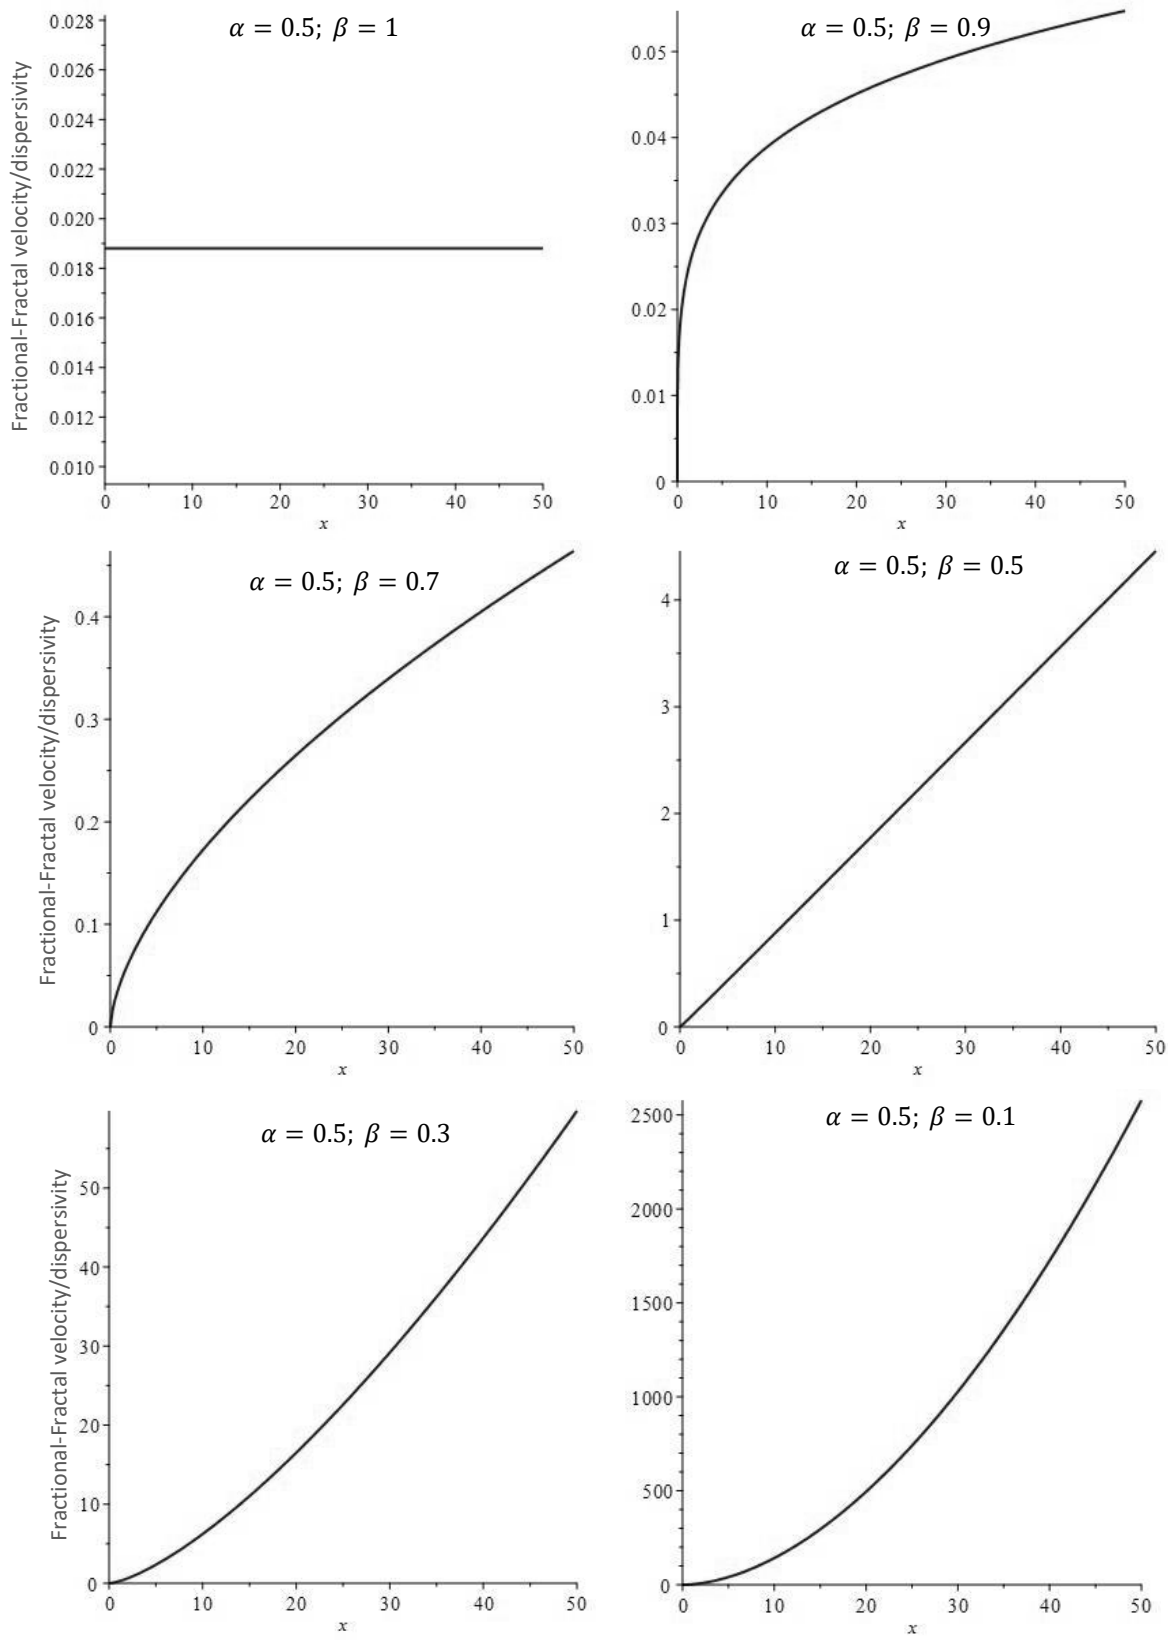 α = 0.5; β = 1
Fractional-Fractal velocity/dispersivity
0.028
0.026
0.024
0.022
0.020
0.018
0.016
0.014
0.012
0.010
0 10 20 30 40 50
x
α = 0.5; β = 0.9
0.05
0.04
0.03
0.02
0.01
0
0 10 20 30 40 50
x
α = 0.5; β = 0.7
Fractional-Fractal velocity/dispersivity
0.4
0.3
0.2
0.1
0
0 10 20 30 40 50
x
α = 0.5; β = 0.5
4
3
2
1
0
0 10 20 30 40 50
x
α = 0.5; β = 0.3
Fractional-Fractal velocity/dispersivity
50
40
30
20
10
0
0 10 20 30 40 50
x
α = 0.5; β = 0.1
2500
2000
1500
1000
500
0
0 10 20 30 40 50
x